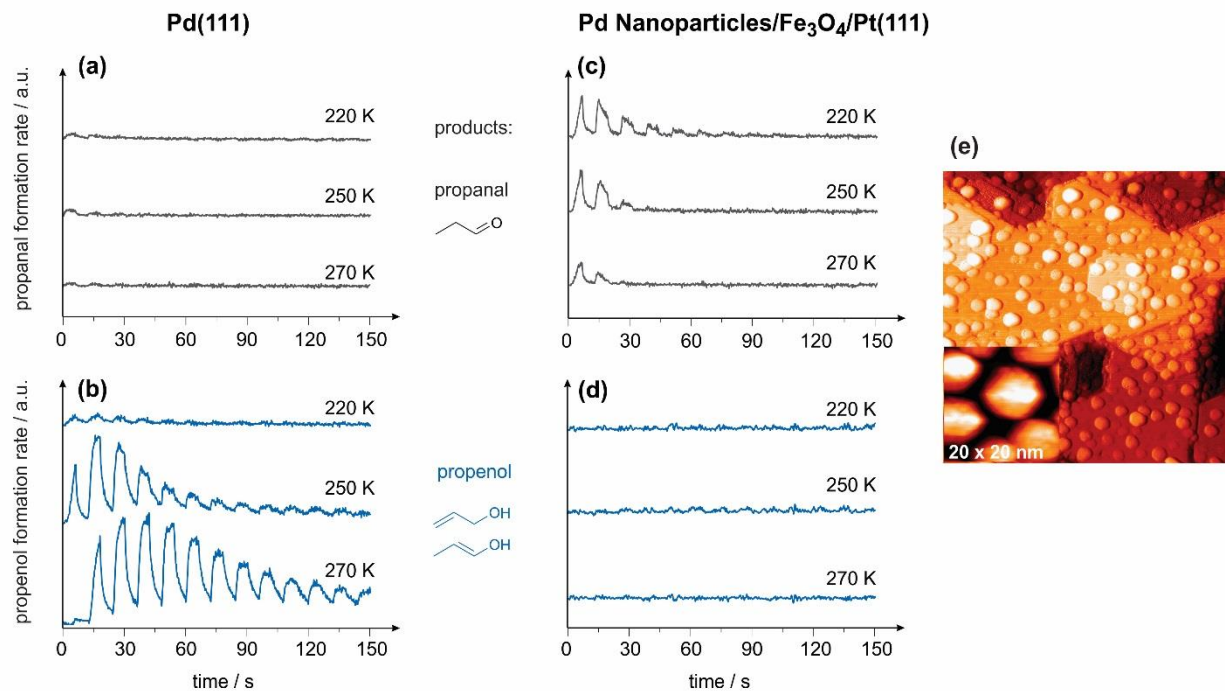 Pd(111)
Pd Nanoparticles/Fe₃O₄/Pt(111)
(a)
propanal formation rate / a.u.
220 K
250 K
270 K
0 30 60 90 120 150
products:
propanal
O
(c)
220 K
250 K
270 K
0 30 60 90 120 150
(e)
20 x 20 nm
(b)
propenol formation rate / a.u.
220 K
250 K
270 K
0 30 60 90 120 150
time / s
propenol
OH
OH
(d)
220 K
250 K
270 K
0 30 60 90 120 150
time / s